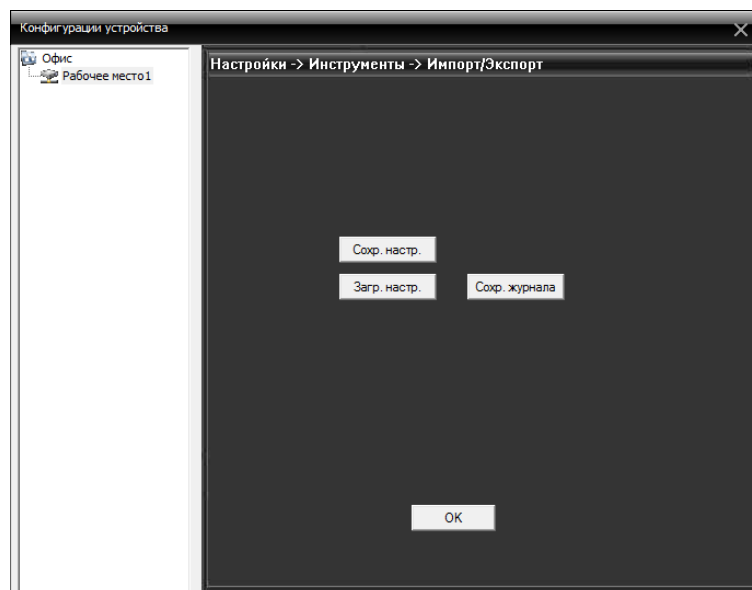 Конфигурации устройства
Офис
Рабочее место1
Настройки -> Инструменты -> Импорт/Экспорт
Сохр. настр.
Загр. настр.
Сохр. журнала
OK